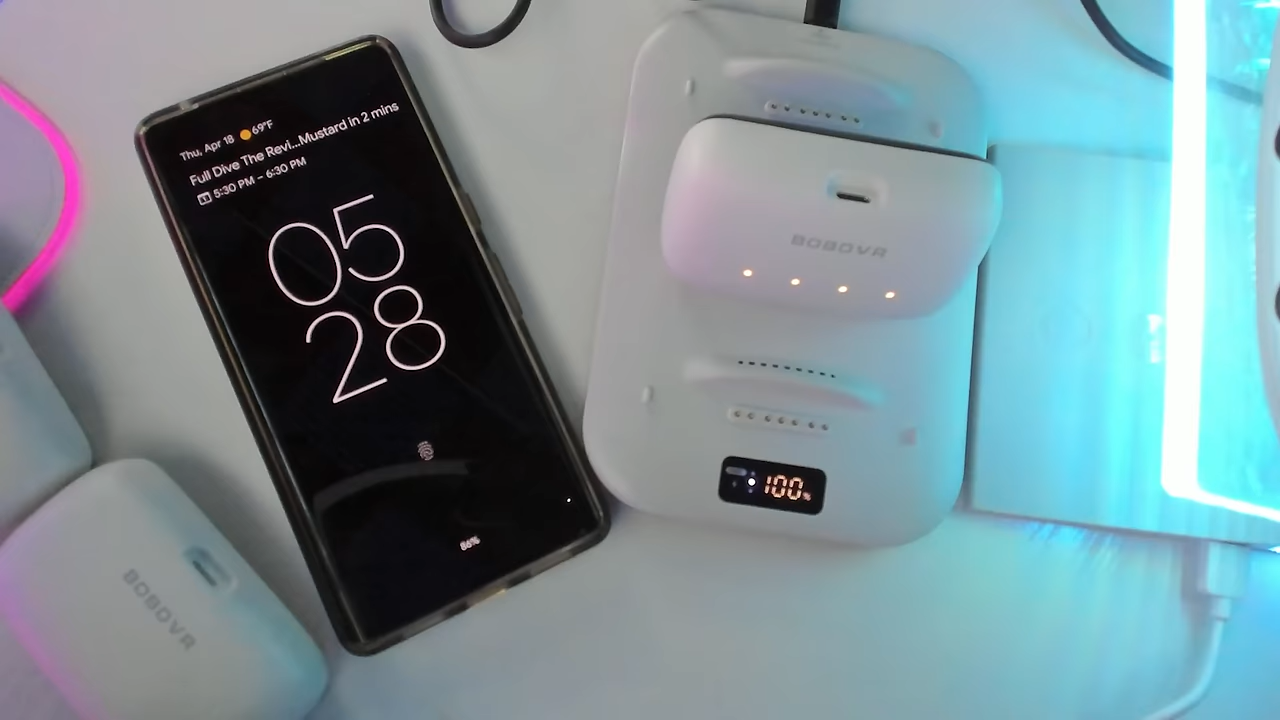 Thu, Apr 18 69°F
Full Dive The Revi...Mustard in 2 mins
5:30 PM – 6:30 PM
05
28
86%
BOBOVR
100%
BOBOVR